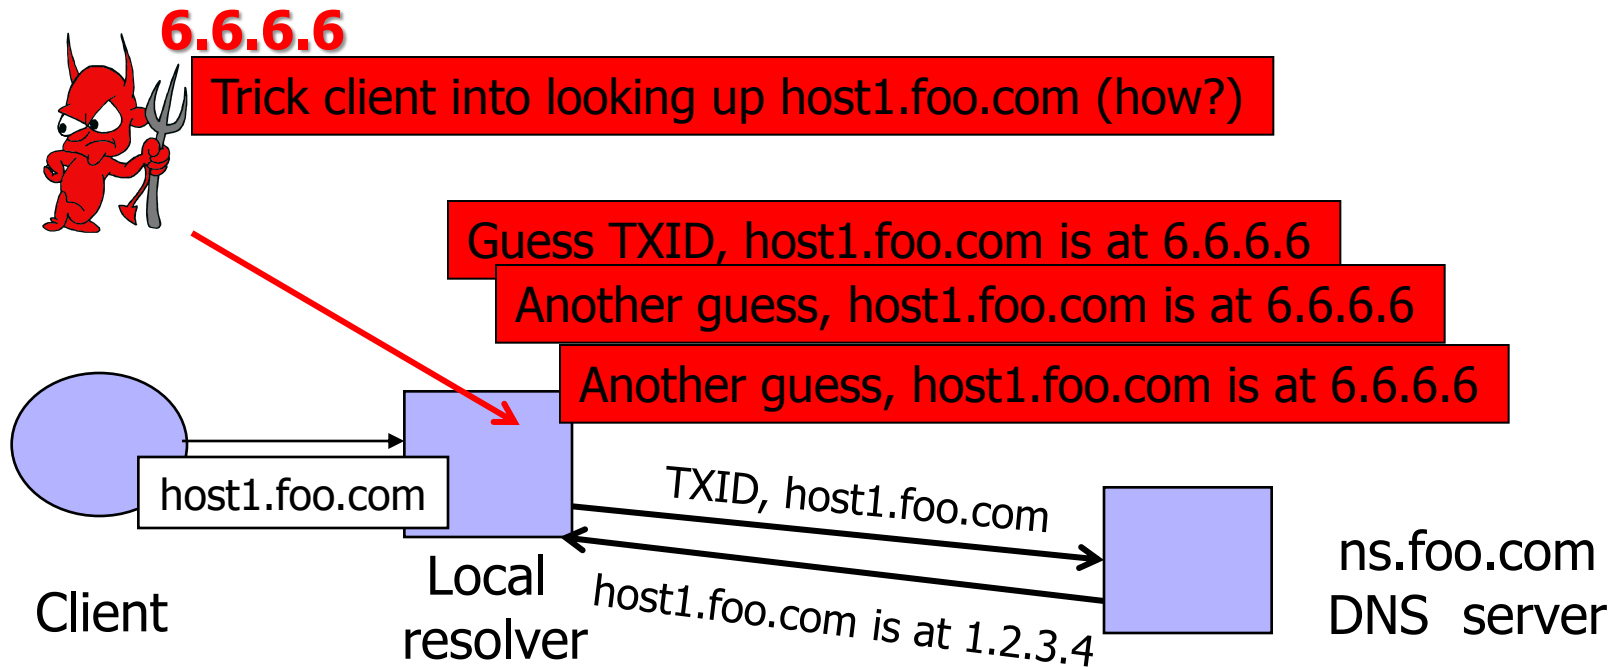 6.6.6.6
Trick client into looking up host1.foo.com (how?)
Guess TXID, host1.foo.com is at 6.6.6.6
Another guess, host1.foo.com is at 6.6.6.6
Another guess, host1.foo.com is at 6.6.6.6
host1.foo.com
TXID, host1.foo.com
host1.foo.com is at 1.2.3.4
Client
Local
resolver
ns.foo.com
DNS server